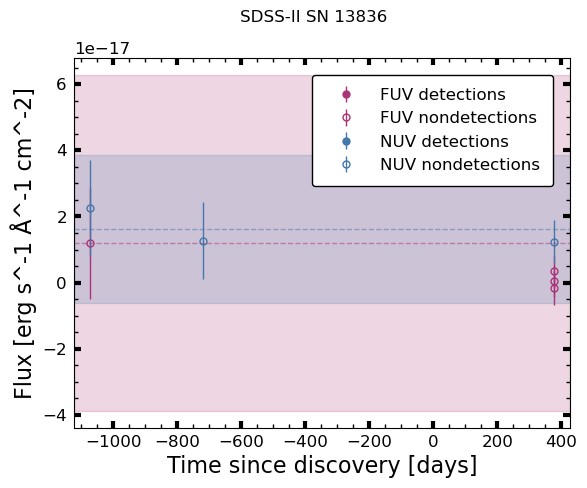 SDSS-II SN 13836
1e−17
FUV detections
FUV nondetections
NUV detections
NUV nondetections
6
4
2
0
−2
−4
Flux [erg s^-1 Å^-1 cm^-2]
−1000 −800 −600 −400 −200 0 200 400
Time since discovery [days]